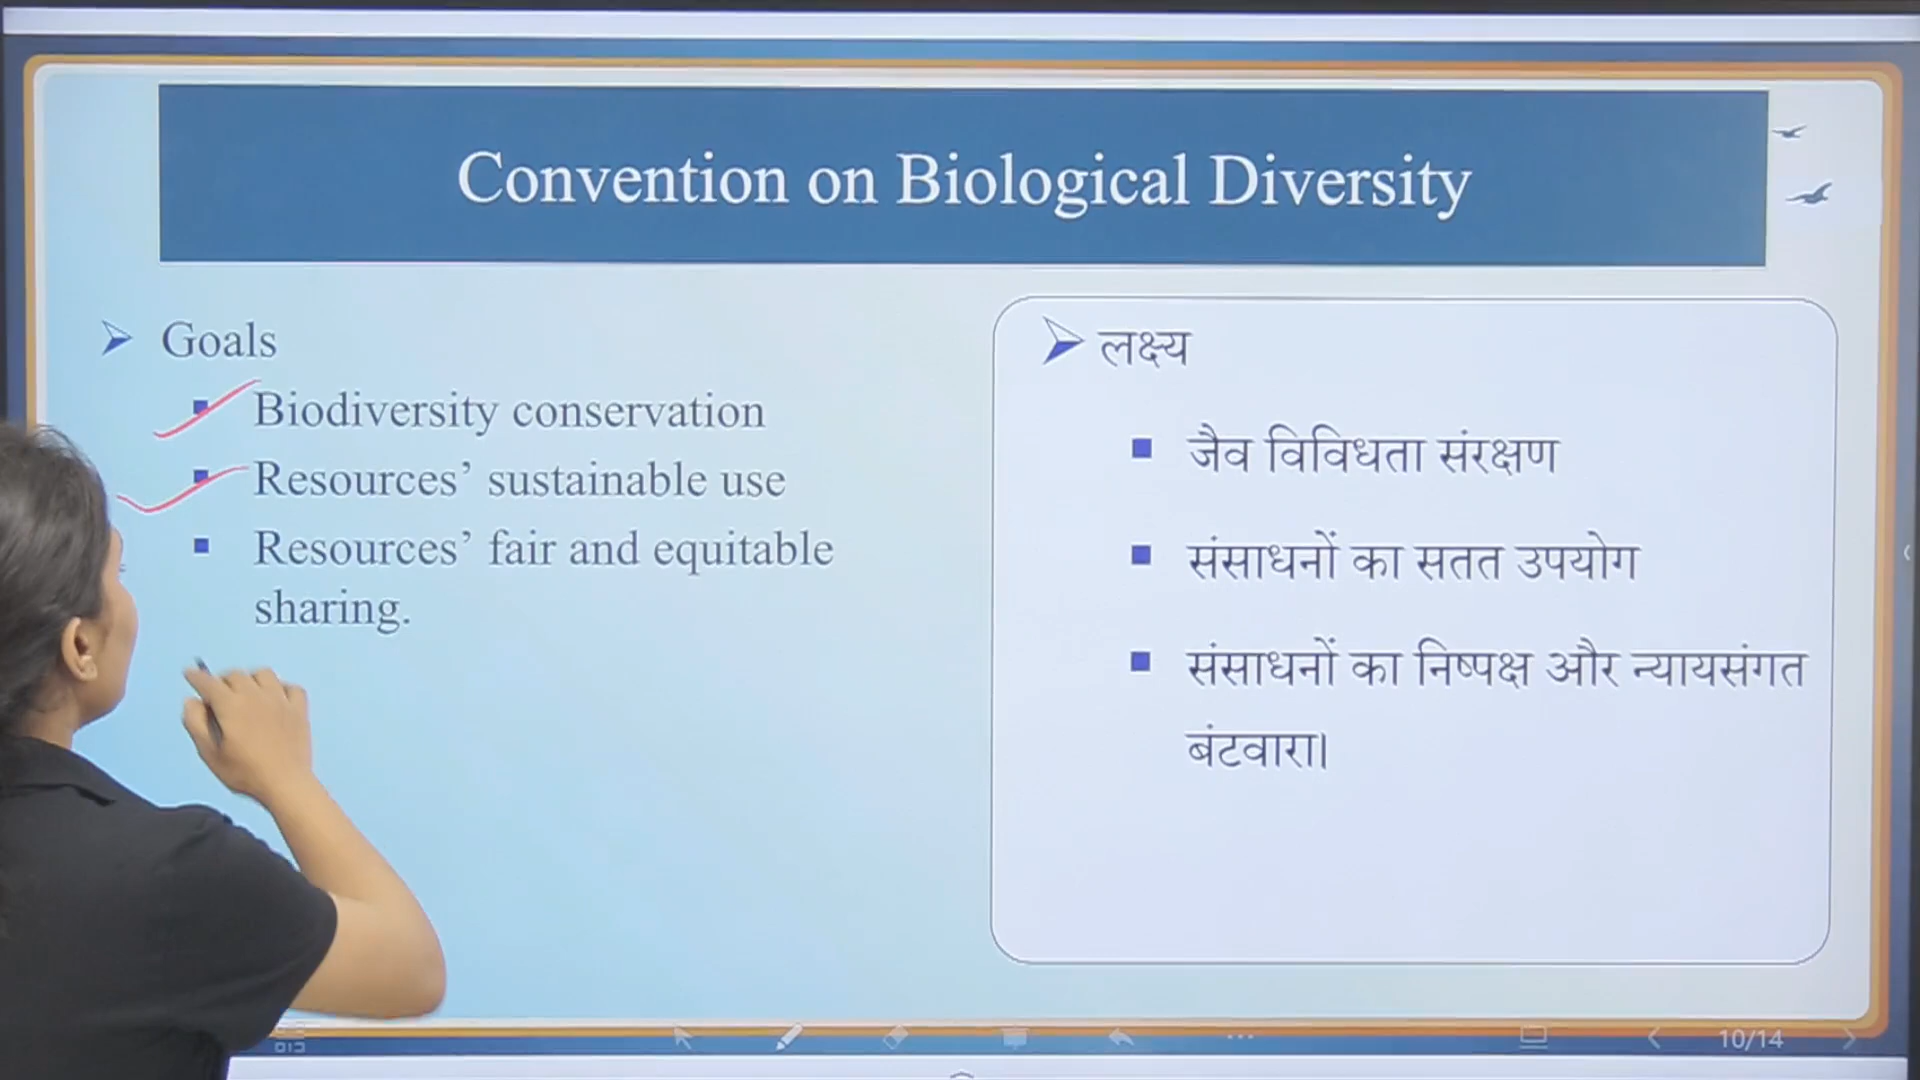 Convention on Biological Diversity
Goals
Biodiversity conservation
Resources’ sustainable use
Resources’ fair and equitable
sharing.
लक्ष्य
जैव विविधता संरक्षण
संसाधनों का सतत उपयोग
संसाधनों का निष्पक्ष और न्यायसंगत
बंटवारा।
10/14